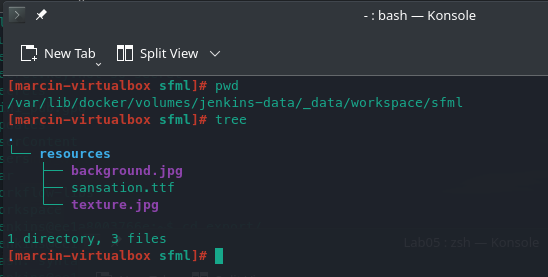 - : bash — Konsole
New Tab
Split View
[marcin-virtualbox sfml]# pwd
/var/lib/docker/volumes/jenkins-data/_data/workspace/sfml
[marcin-virtualbox sfml]# tree
.
└── resources
    ├── background.jpg
    ├── sansation.ttf
    └── texture.jpg
1 directory, 3 files
Lab05 : zsh — Konsole
[marcin-virtualbox sfml]#